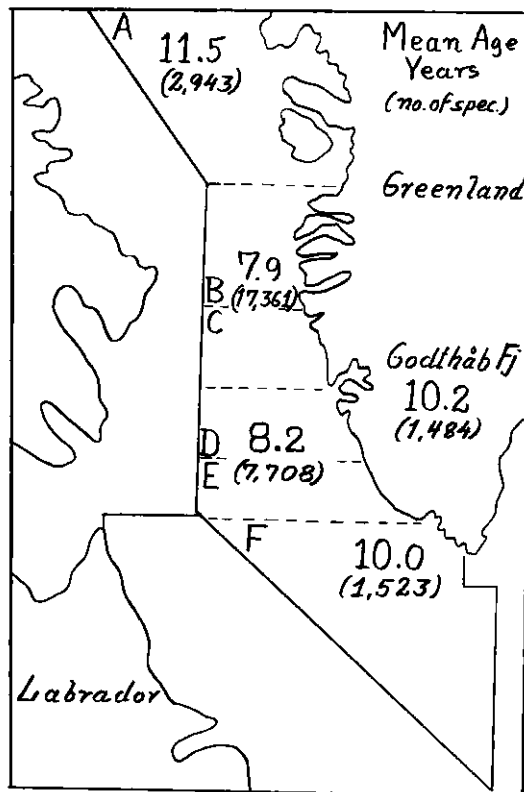 A
11.5
(2,943)
Mean Age
Years
(no. of spec.)
Greenland
7.9
(17,361)
B
C
Godthåb Fj
10.2
(1,484)
D
8.2
E
(7,708)
F
10.0
(1,523)
Labrador